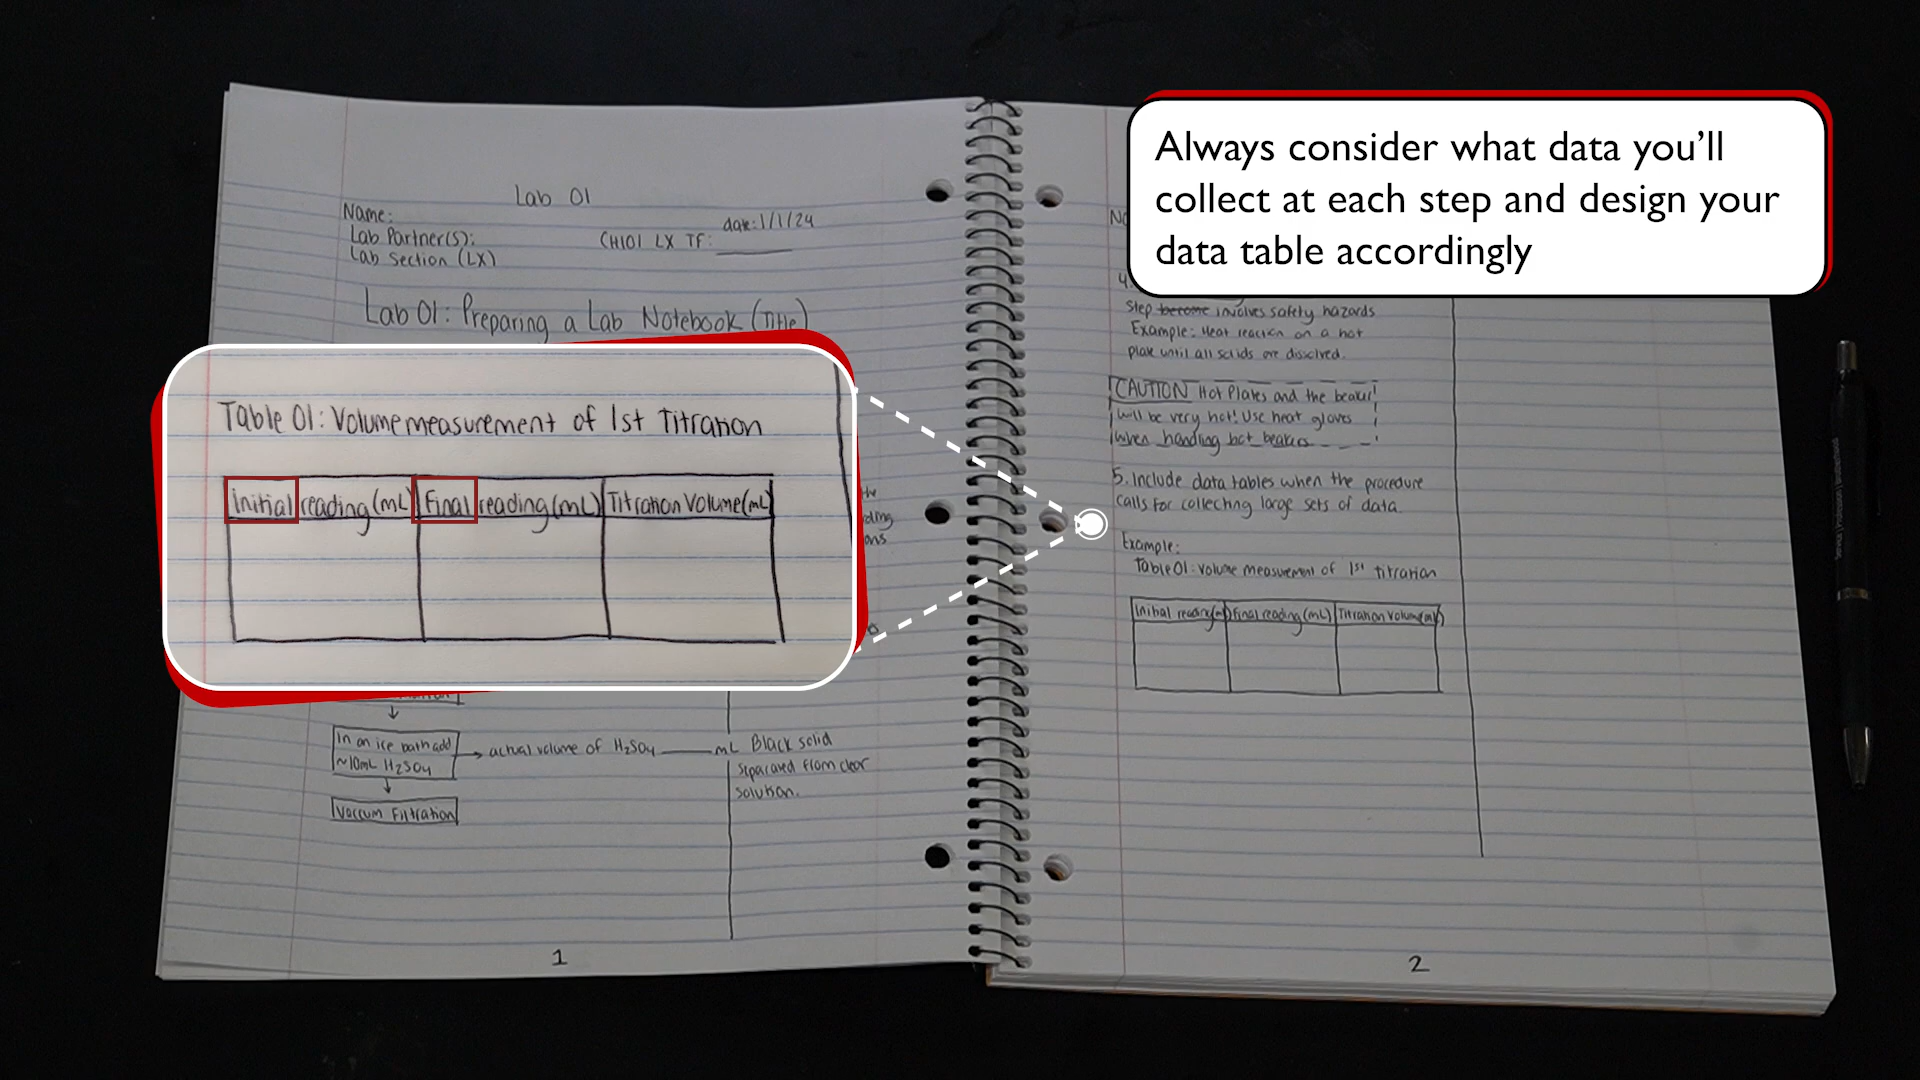 Lab 01
Name:
date: 1/1/24
Lab Partner(s):
CH101 LX TF:
Lab Section (LX)
Lab 01: Preparing a Lab Notebook (Title)
Table 01: Volume measurement of 1st Titration
Initial reading (mL) Final reading (mL) Titration Volume (mL)
In an ice bath add
~10mL H₂SO₄
actual volume of H₂SO₄ mL
Black solid
separated from clear
solution.
Vaccum Filtration
1
Always consider what data you’ll
collect at each step and design your
data table accordingly
4.
Step become involves safety hazards
Example: Heat reaction on a hot
plate until all solids are dissolved.
CAUTION Hot Plates and the beaker
will be very hot! Use heat gloves
when handling hot beakers
5. Include data tables when the procedure
calls for collecting large sets of data.
Example:
Table 01: Volume measurement of 1st titration
Initial reading (mL) Final reading (mL) Titration Volume (mL)
2